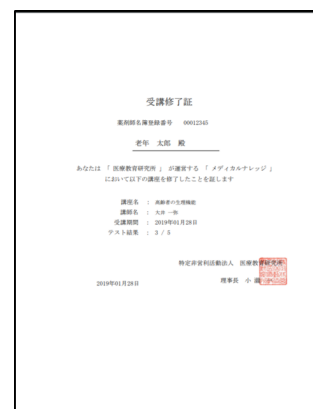 受講修了証
薬剤師名簿登録番号 00012345
老年 太郎 殿
あなたは 「 医療教育研究所 」 が運営する 「 メディカルナレッジ 」
において以下の講座を修了したことを証します
講座名 : 高齢者の生理機能
講師名 : 大井 一弥
受講期間 : 2019年01月28日
テスト結果 : 3 / 5
特定非営利活動法人 医療教育研究所
2019年01月28日
理事長 小